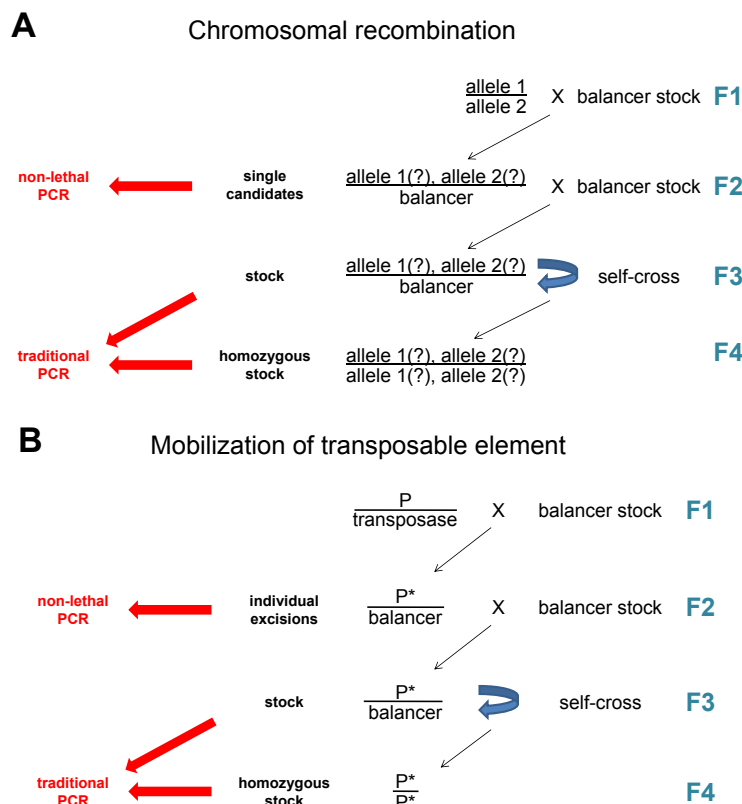 A
Chromosomal recombination
allele 1
allele 2
X balancer stock F1
non-lethal
PCR
single
candidates
allele 1(?), allele 2(?)
balancer
X balancer stock F2
stock
allele 1(?), allele 2(?)
balancer
self-cross F3
traditional
PCR
homozygous
stock
allele 1(?), allele 2(?)
allele 1(?), allele 2(?)
F4
B
Mobilization of transposable element
P
transposase
X balancer stock F1
non-lethal
PCR
individual
excisions
P*
balancer
X balancer stock F2
stock
P*
balancer
self-cross F3
traditional
PCR
homozygous
stock
P*
P*
F4